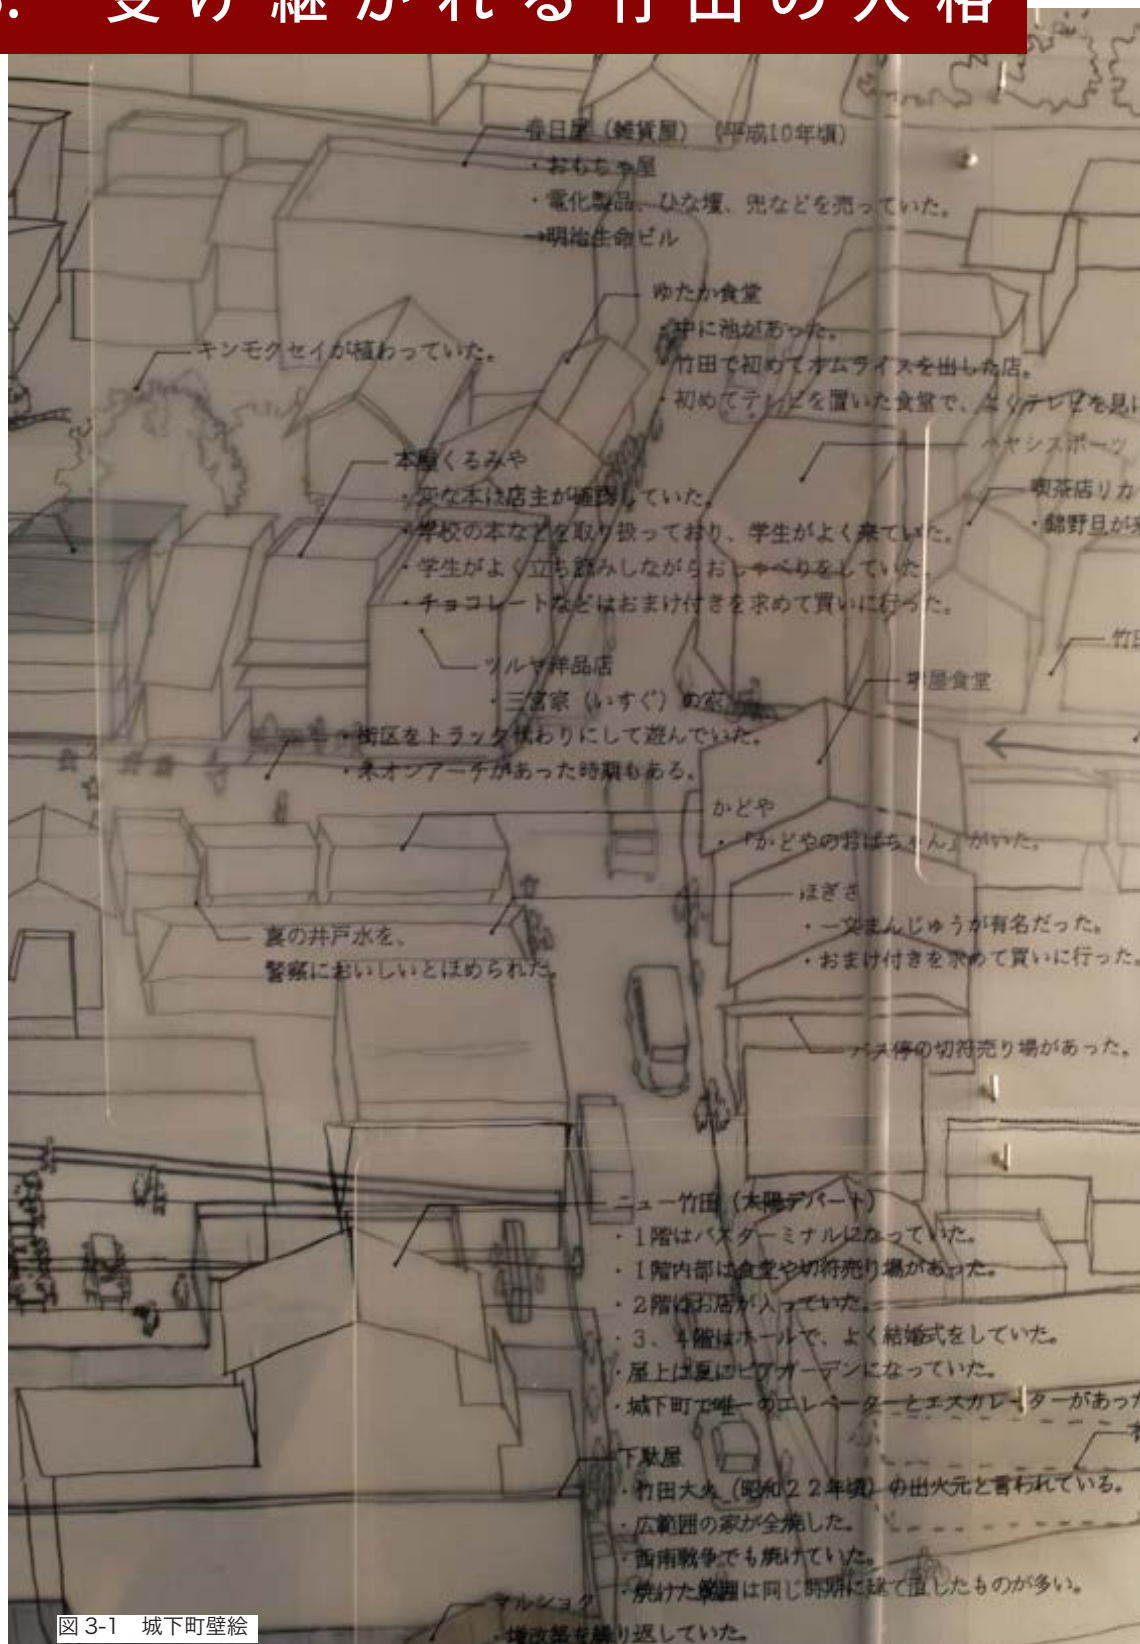 3. 受け継がれる竹田の人格
春日屋（雑貨屋）（平成10年頃）
・おもちゃ屋
・電化製品、ひな壇、兜などを売っていた。
→明治生命ビル
ゆたか食堂
・中に池があった。
・竹田で初めてオムライスを出した店。
・初めてテレビを置いた食堂で、よくテレビを見に
キンモクセイが植わっていた。
ハヤシスポーツ
本屋くるみや
・変な本は店主が確認していた。
・学校の本などを取り扱っており、学生がよく来ていた。
・学生がよく立ち読みしながらおしゃべりをしていた。
・チョコレートなどはおまけ付きを求めて買いに行った。
喫茶店リカ
・錦野旦が
竹田
ツルヤ洋品店
・三宮家（いすぐ）の家
屋食堂
・街区をトラック代わりにして遊んでいた。
・ネオンアーチがあった時期もある。
かどや
・「かどやのおばちゃん」がいた。
ほぎさ
・一文まんじゅうが有名だった。
・おまけ付きを求めて買いに行った。
裏の井戸水を、
警察においしいとほめられた。
バス停の切符売り場があった。
ニュー竹田（太陽デパート）
・1階はバスターミナルになっていた。
・1階内部は食堂や切符売り場があった。
・2階はお店が入っていた。
・3、4階はホールで、よく結婚式をしていた。
・屋上は夏にビアガーデンになっていた。
・城下町で唯一のエレベーターとエスカレーターがあった
下駄屋
・竹田大火（昭和22年頃）の出火元と言われている。
・広範囲の家が全焼した。
・西南戦争でも焼けていた。
・焼けた範囲は同じ時期に建て直したものが多い。
マルショク
・増改築を繰り返していた。
図 3-1　城下町壁絵